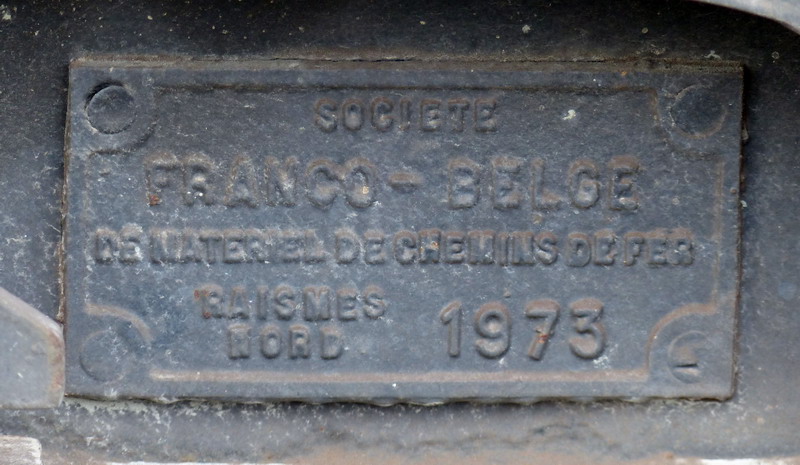 SOCIETE
FRANCO-BELGE
DE MATERIEL DE CHEMINS DE FER
RAISMES
NORD
1973